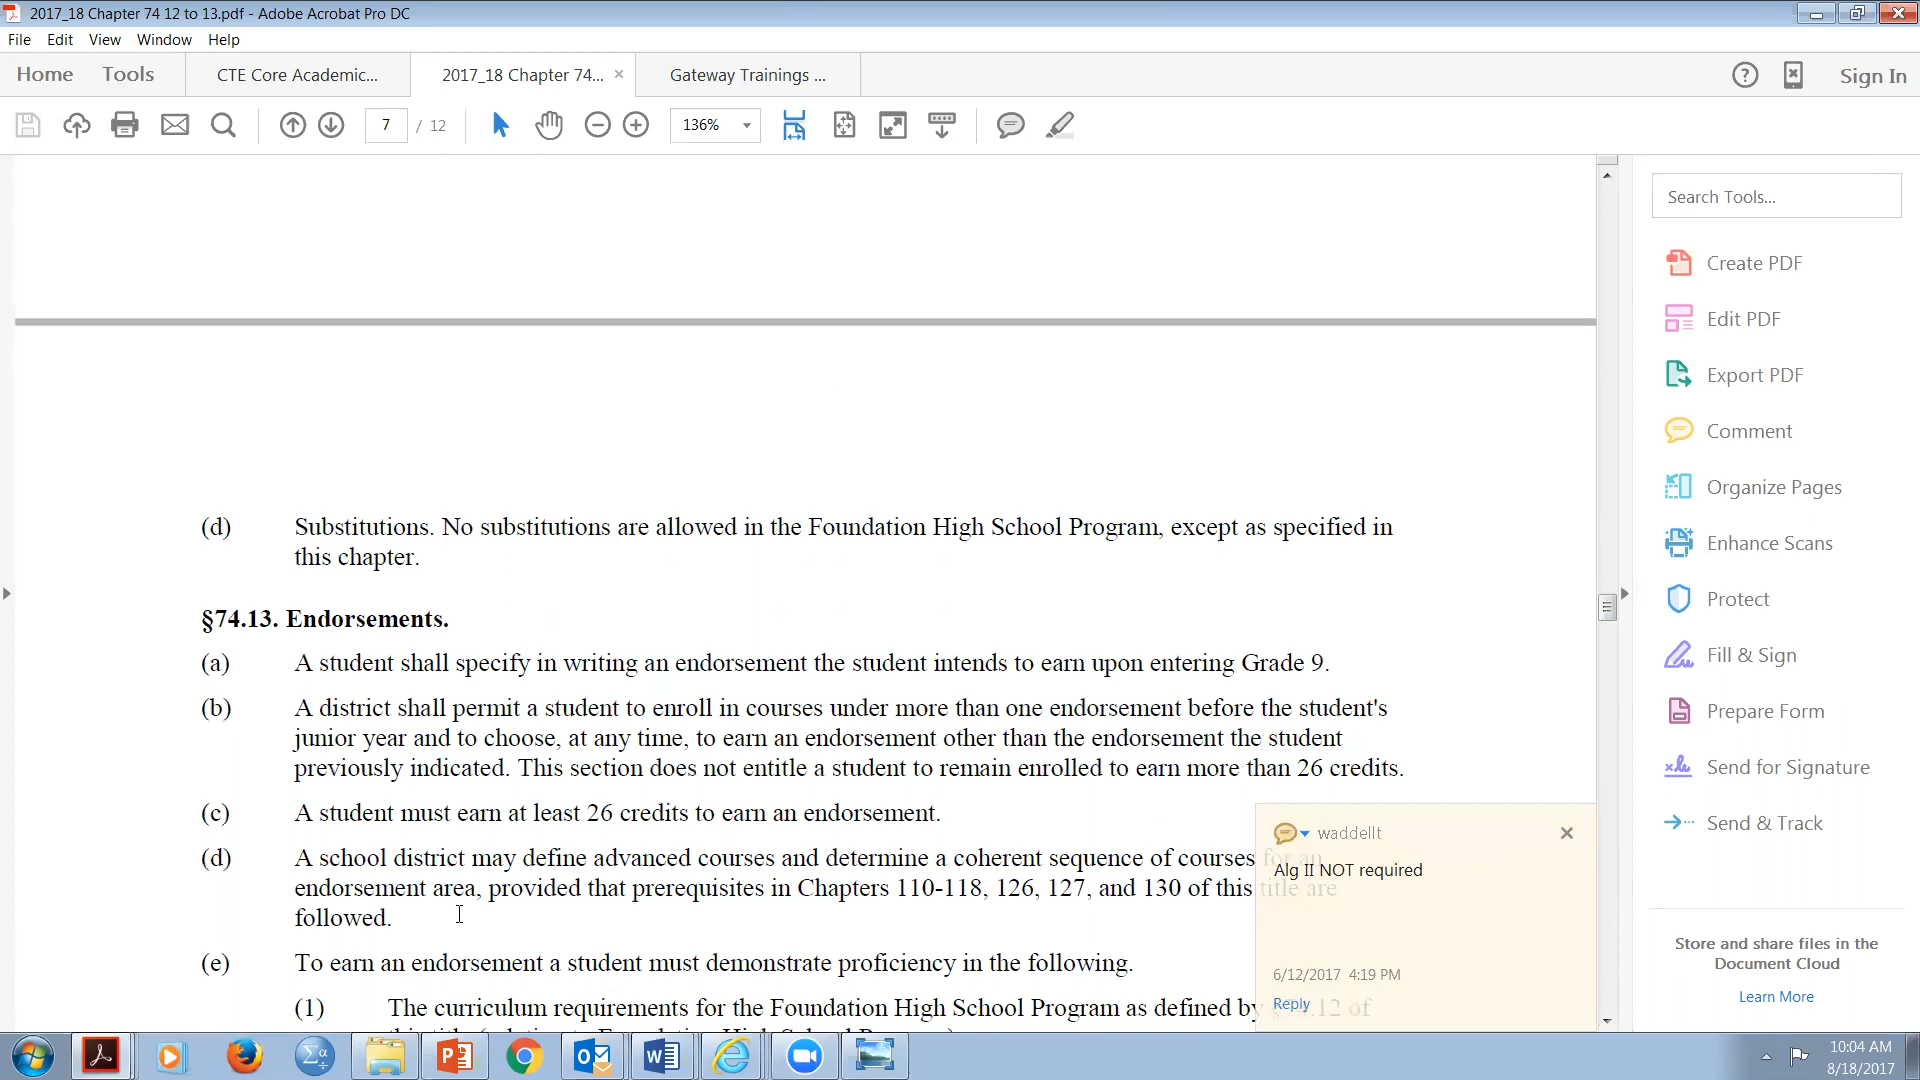 2017_18 Chapter 74 12 to 13.pdf - Adobe Acrobat Pro DC
File Edit View Window Help
Home Tools CTE Core Academic... 2017_18 Chapter 74... × Gateway Trainings ... Sign In
7 / 12 136%
Search Tools...
Create PDF
Edit PDF
Export PDF
Comment
Organize Pages
Enhance Scans
Protect
Fill & Sign
Prepare Form
Send for Signature
Send & Track
Store and share files in the
Document Cloud
Learn More
(d) Substitutions. No substitutions are allowed in the Foundation High School Program, except as specified in
this chapter.
§74.13. Endorsements.
(a) A student shall specify in writing an endorsement the student intends to earn upon entering Grade 9.
(b) A district shall permit a student to enroll in courses under more than one endorsement before the student's
junior year and to choose, at any time, to earn an endorsement other than the endorsement the student
previously indicated. This section does not entitle a student to remain enrolled to earn more than 26 credits.
(c) A student must earn at least 26 credits to earn an endorsement.
(d) A school district may define advanced courses and determine a coherent sequence of courses for an
endorsement area, provided that prerequisites in Chapters 110-118, 126, 127, and 130 of this title are
followed.
(e) To earn an endorsement a student must demonstrate proficiency in the following.
(1) The curriculum requirements for the Foundation High School Program as defined by 12 of
waddellt
Alg II NOT required
6/12/2017 4:19 PM
Reply
10:04 AM
8/18/2017